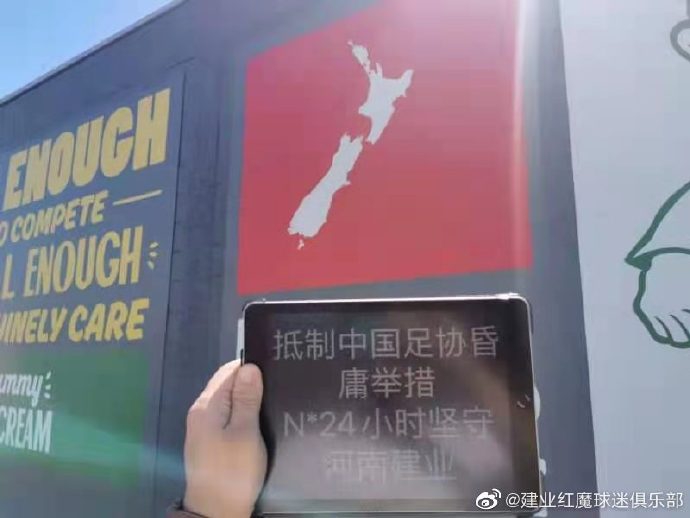 ENOUGH
O COMPETE
L ENOUGH
INELY CARE
ummy
CREAM
抵制中国足协昏
庸举措
N*24小时坚守
河南建业
@建业红魔球迷俱乐部